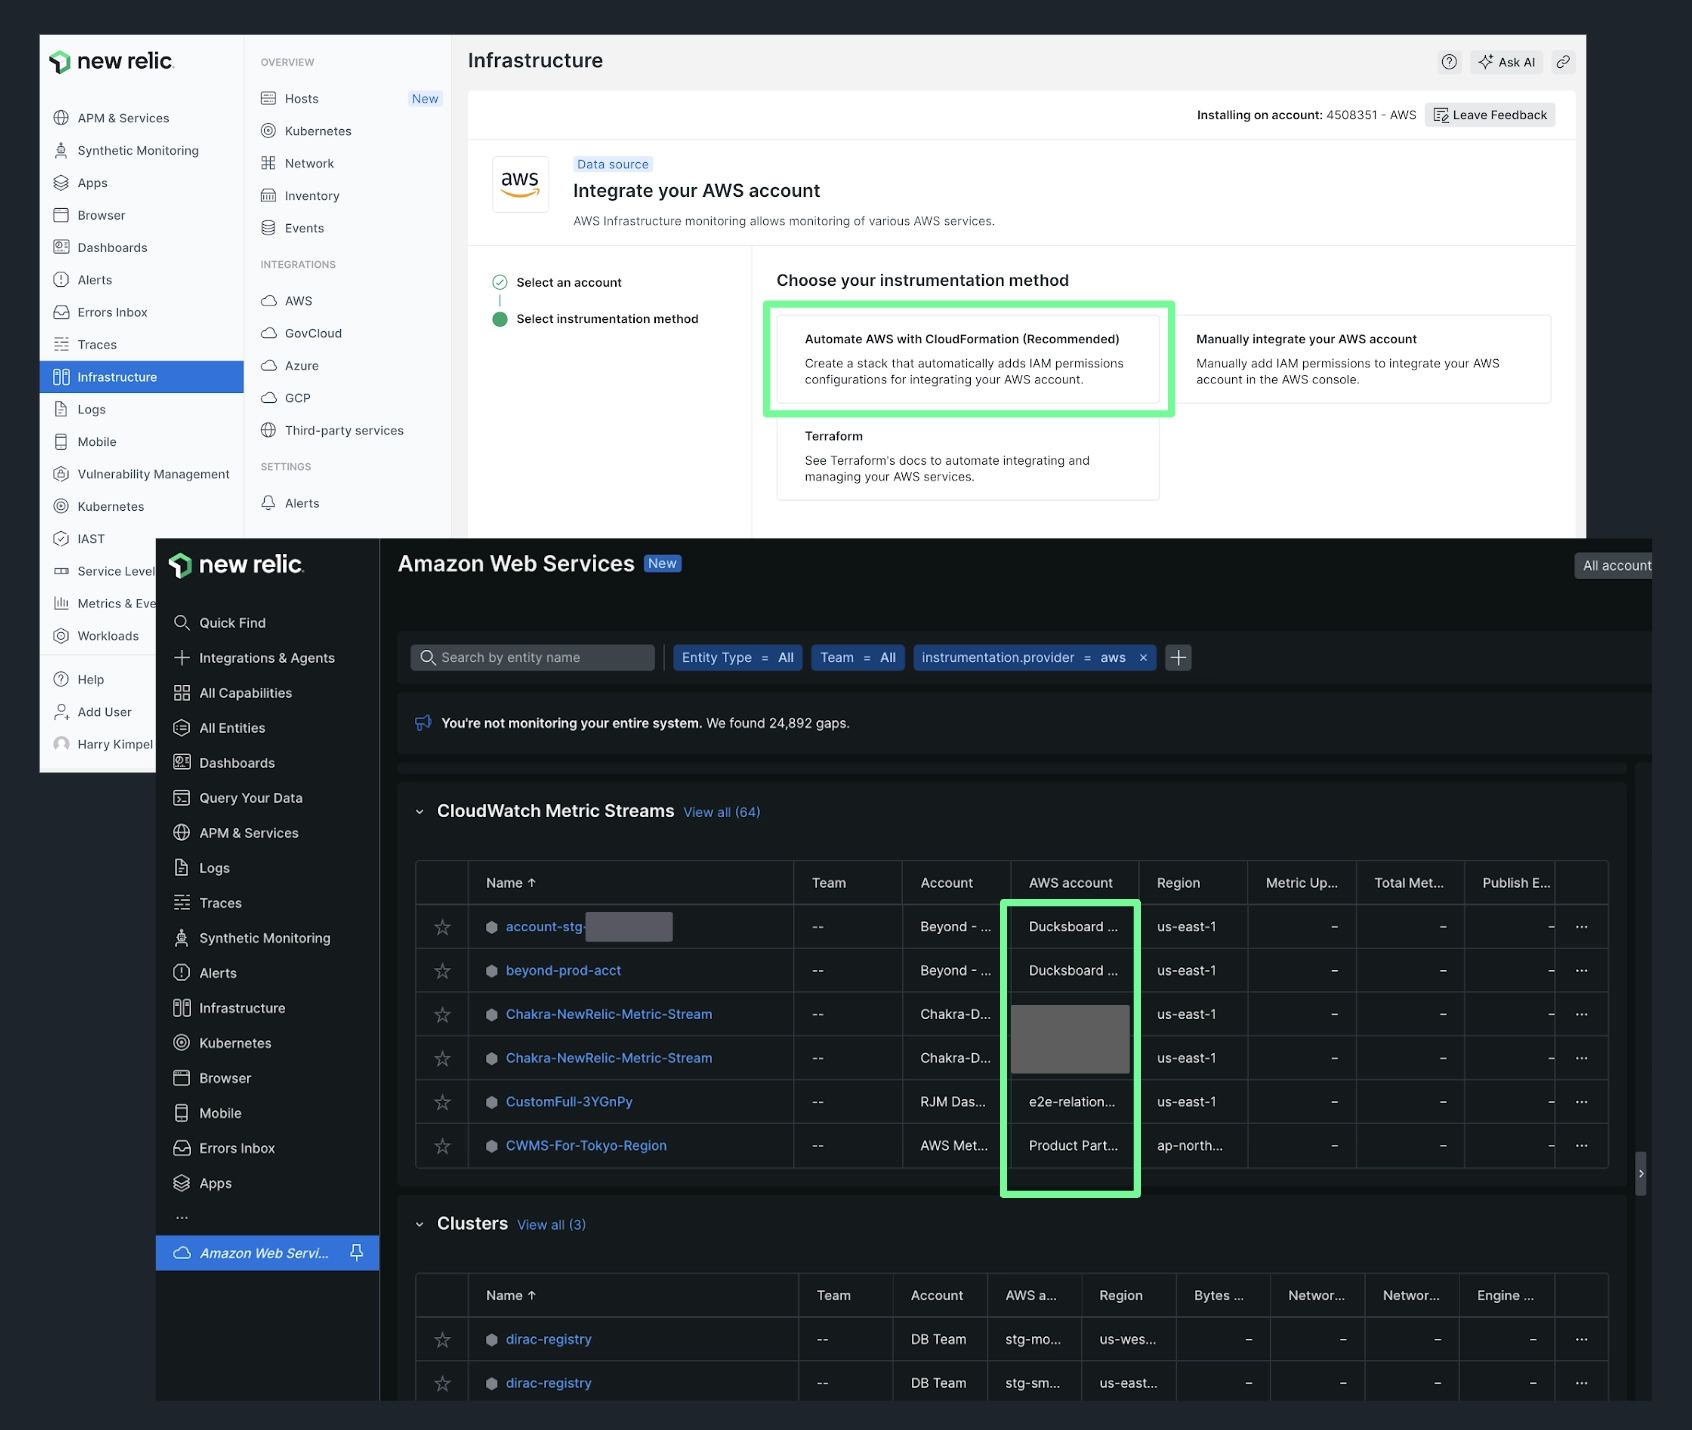 new relic.
APM & Services
Synthetic Monitoring
Apps
Browser
Dashboards
Alerts
Errors Inbox
Traces
Infrastructure
Logs
Mobile
Vulnerability Management
Kubernetes
IAST
Service Level
Metrics & Eve
Workloads
Help
Add User
Harry Kimpel
OVERVIEW
Hosts New
Kubernetes
Network
Inventory
Events
INTEGRATIONS
AWS
GovCloud
Azure
GCP
Third-party services
SETTINGS
Alerts
Infrastructure
Ask AI
Installing on account: 4508351 - AWS
Leave Feedback
aws
Data source
Integrate your AWS account
AWS Infrastructure monitoring allows monitoring of various AWS services.
Select an account
Select instrumentation method
Choose your instrumentation method
Automate AWS with CloudFormation (Recommended)
Create a stack that automatically adds IAM permissions
configurations for integrating your AWS account.
Manually integrate your AWS account
Manually add IAM permissions to integrate your AWS
account in the AWS console.
Terraform
See Terraform's docs to automate integrating and
managing your AWS services.
new relic.
Quick Find
Integrations & Agents
All Capabilities
All Entities
Dashboards
Query Your Data
APM & Services
Logs
Traces
Synthetic Monitoring
Alerts
Infrastructure
Kubernetes
Browser
Mobile
Errors Inbox
Apps
...
Amazon Web Servi...
Amazon Web Services New
All account
Search by entity name
Entity Type = All
Team = All
instrumentation.provider = aws ×
You're not monitoring your entire system. We found 24,892 gaps.
CloudWatch Metric Streams View all (64)
Name ↑ Team Account AWS account Region Metric Up... Total Met... Publish E...
account-stg- -- Beyond - ... Ducksboard ... us-east-1 – – – ...
beyond-prod-acct -- Beyond - ... Ducksboard ... us-east-1 – – – ...
Chakra-NewRelic-Metric-Stream -- Chakra-D... us-east-1 – – – ...
Chakra-NewRelic-Metric-Stream -- Chakra-D... us-east-1 – – – ...
CustomFull-3YGnPy -- RJM Das... e2e-relation... us-east-1 – – – ...
CWMS-For-Tokyo-Region -- AWS Met... Product Part... ap-north... – – – ...
Clusters View all (3)
Name ↑ Team Account AWS a... Region Bytes ... Networ... Networ... Engine ...
dirac-registry -- DB Team stg-mo... us-wes... – – – – ...
dirac-registry -- DB Team stg-sm... us-east... – – – – ...